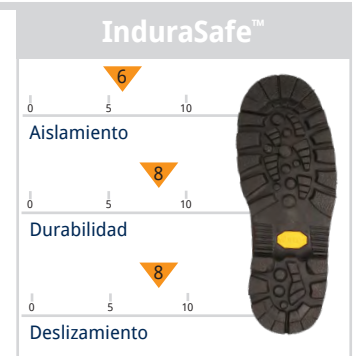 InduraSafe™
6
0 5 10
Aislamiento
8
0 5 10
Durabilidad
8
0 5 10
Deslizamiento